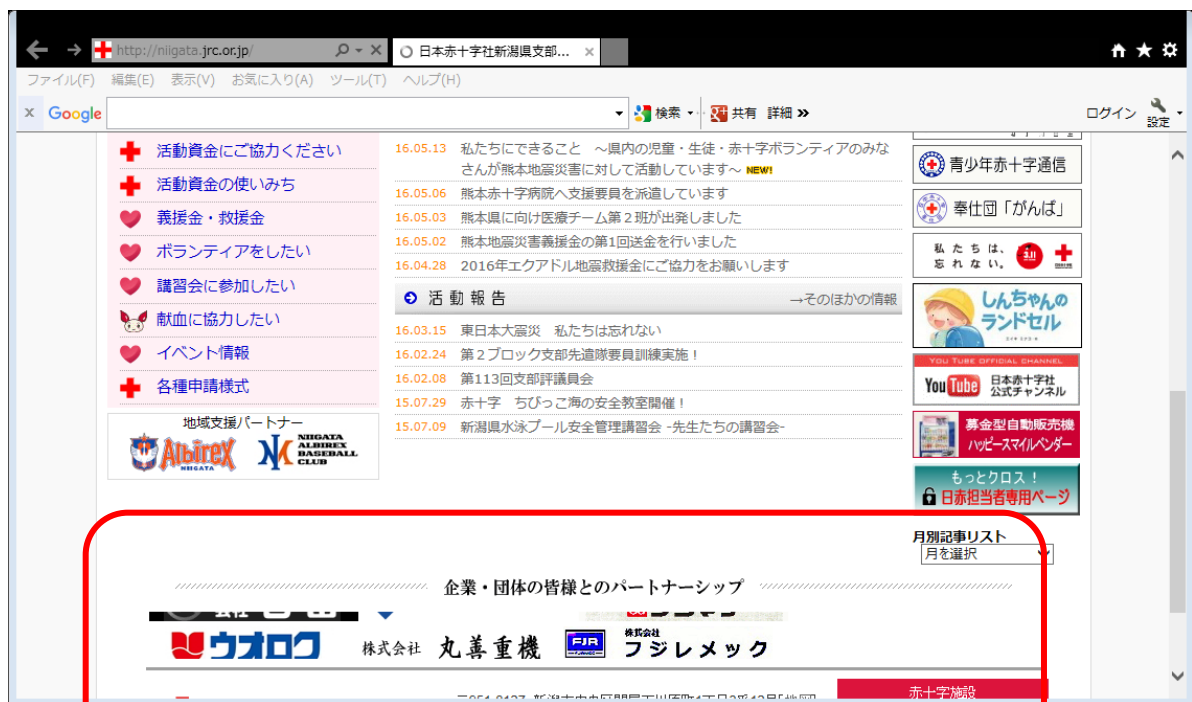 http://niigata.jrc.or.jp/
日本赤十字社新潟県支部...
ファイル(F) 編集(E) 表示(V) お気に入り(A) ツール(T) ヘルプ(H)
Google
検索
共有 詳細
ログイン
設定
活動資金にご協力ください
活動資金の使いみち
義援金・救援金
ボランティアをしたい
講習会に参加したい
献血に協力したい
イベント情報
各種申請様式
地域支援パートナー
Albirex
NIIGATA
NIIGATA
ALBIREX
BASEBALL
CLUB
16.05.13 私たちにできること ～県内の児童・生徒・赤十字ボランティアのみな
さんが熊本地震災害に対して活動しています～ NEW!
16.05.06 熊本赤十字病院へ支援要員を派遣しています
16.05.03 熊本県に向け医療チーム第2班が出発しました
16.05.02 熊本地震災害義援金の第1回送金を行いました
16.04.28 2016年エクアドル地震救援金にご協力をお願いします
活動報告
→そのほかの情報
16.03.15 東日本大震災 私たちは忘れない
16.02.24 第2ブロック支部先遣隊要員訓練実施！
16.02.08 第113回支部評議員会
15.07.29 赤十字 ちびっこ海の安全教室開催！
15.07.09 新潟県水泳プール安全管理講習会 -先生たちの講習会-
青少年赤十字通信
奉仕団「がんば」
私たちは、
忘れない。
3.11
しんちゃんの
ランドセル
YOU TUBE OFFICIAL CHANNEL
YouTube
日本赤十字社
公式チャンネル
募金型自動販売機
ハッピースマイルベンダー
もっとクロス！
日赤担当者専用ページ
月別記事リスト
月を選択
企業・団体の皆様とのパートナーシップ
ウオロク
株式会社 丸善重機
FJR
株式会社
フジレメック
赤十字施設